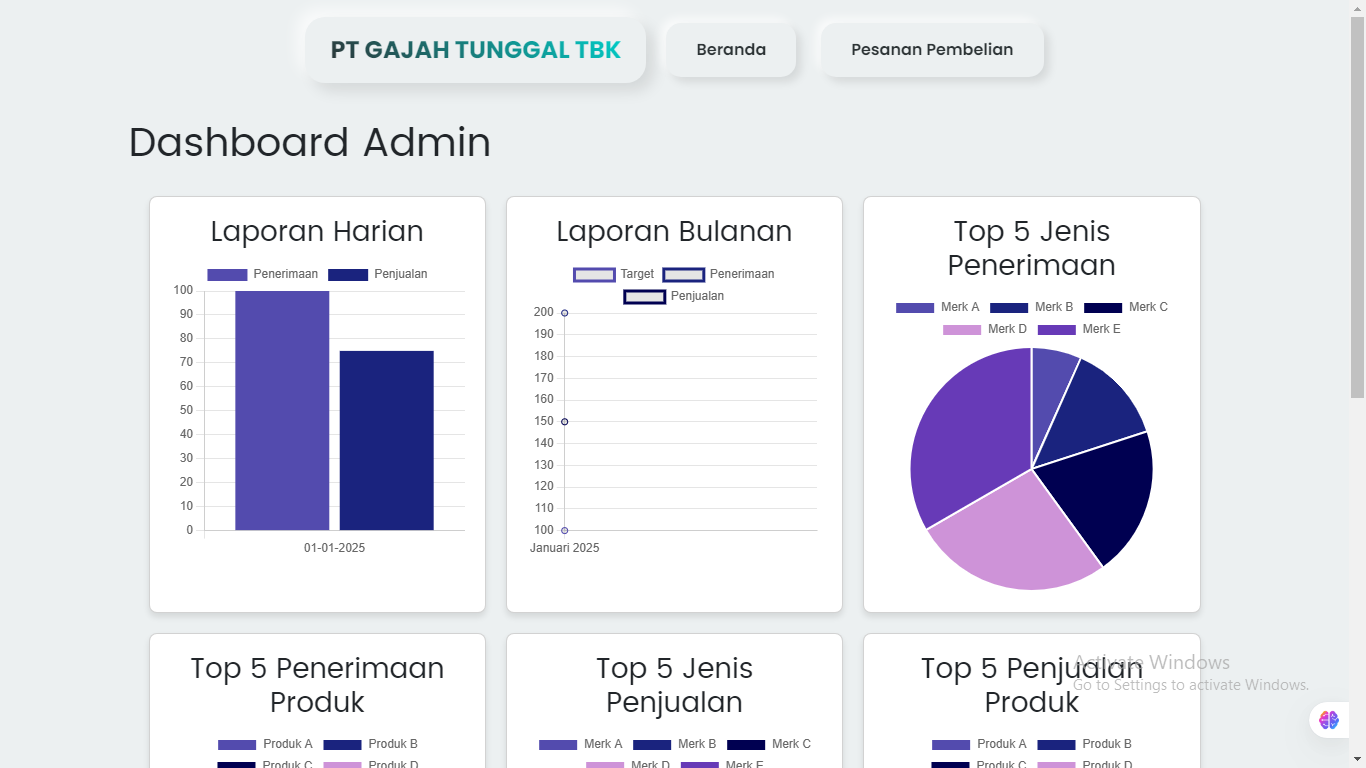 PT GAJAH TUNGGAL TBK
Beranda
Pesanan Pembelian
Dashboard Admin
Laporan Harian
Penerimaan
Penjualan
100
90
80
70
60
50
40
30
20
10
0
01-01-2025
Laporan Bulanan
Target
Penerimaan
Penjualan
200
190
180
170
160
150
140
130
120
110
100
Januari 2025
Top 5 Jenis
Penerimaan
Merk A
Merk B
Merk C
Merk D
Merk E
Top 5 Penerimaan
Produk
Produk A
Produk B
Produk C
Produk D
Top 5 Jenis
Penjualan
Merk A
Merk B
Merk C
Merk D
Merk E
Top 5 Penjualan
Produk
Produk A
Produk B
Produk C
Produk D
Activate Windows
Go to Settings to activate Windows.